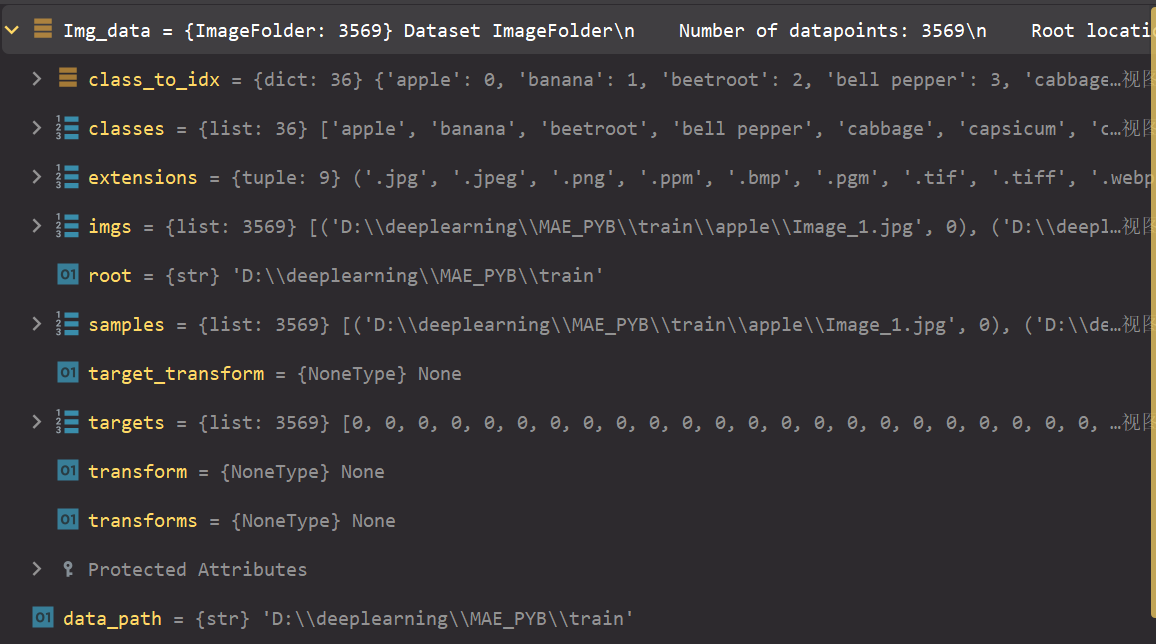 Img_data = {ImageFolder: 3569} Dataset ImageFolder\n    Number of datapoints: 3569\n    Root locatio
class_to_idx = {dict: 36} {'apple': 0, 'banana': 1, 'beetroot': 2, 'bell pepper': 3, 'cabbage…视图
classes = {list: 36} ['apple', 'banana', 'beetroot', 'bell pepper', 'cabbage', 'capsicum', 'c…视图
extensions = {tuple: 9} ('.jpg', '.jpeg', '.png', '.ppm', '.bmp', '.pgm', '.tif', '.tiff', '.webp
imgs = {list: 3569} [('D:\\deeplearning\\MAE_PYB\\train\\apple\\Image_1.jpg', 0), ('D:\\deepl…视图
root = {str} 'D:\\deeplearning\\MAE_PYB\\train'
samples = {list: 3569} [('D:\\deeplearning\\MAE_PYB\\train\\apple\\Image_1.jpg', 0), ('D:\\de…视图
target_transform = {NoneType} None
targets = {list: 3569} [0, 0, 0, 0, 0, 0, 0, 0, 0, 0, 0, 0, 0, 0, 0, 0, 0, 0, 0, 0, 0, 0, 0, …视图
transform = {NoneType} None
transforms = {NoneType} None
Protected Attributes
data_path = {str} 'D:\\deeplearning\\MAE_PYB\\train'